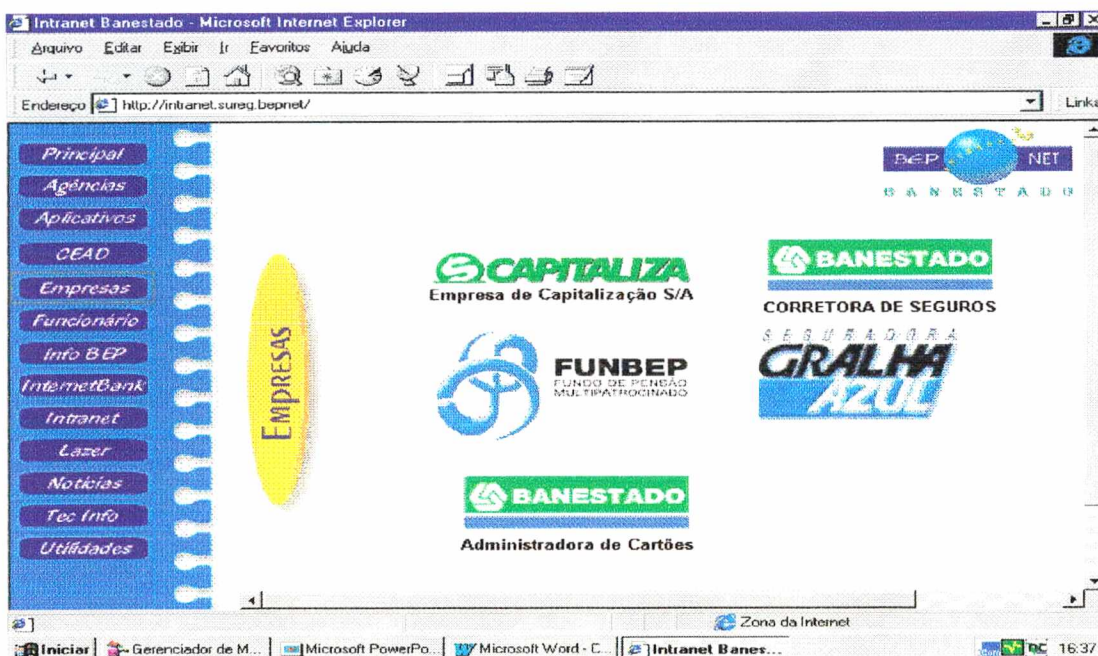 Intranet Banestado - Microsoft Internet Explorer
Arquivo Editar Exibir Ir Favoritos Ajuda
Endereço http://intranet.sureg.bepnet/ Links
Principal
Agências
Aplicativos
CEAD
Empresas
Funcionário
Info BEP
InternetBank
Intranet
Lazer
Notícias
Tec Info
Utilidades
EMPRESAS
BEP NET
BANESTADO
CAPITALIZA
Empresa de Capitalização S/A
BANESTADO
CORRETORA DE SEGUROS
FUNBEP
FUNDO DE PENSÃO
MULTIPATROCINADO
SEGURADORA
GRALHA
AZUL
BANESTADO
Administradora de Cartões
Zona da Internet
Iniciar Gerenciador de M... Microsoft PowerPo... Microsoft Word - C... Intranet Banes... 16:37